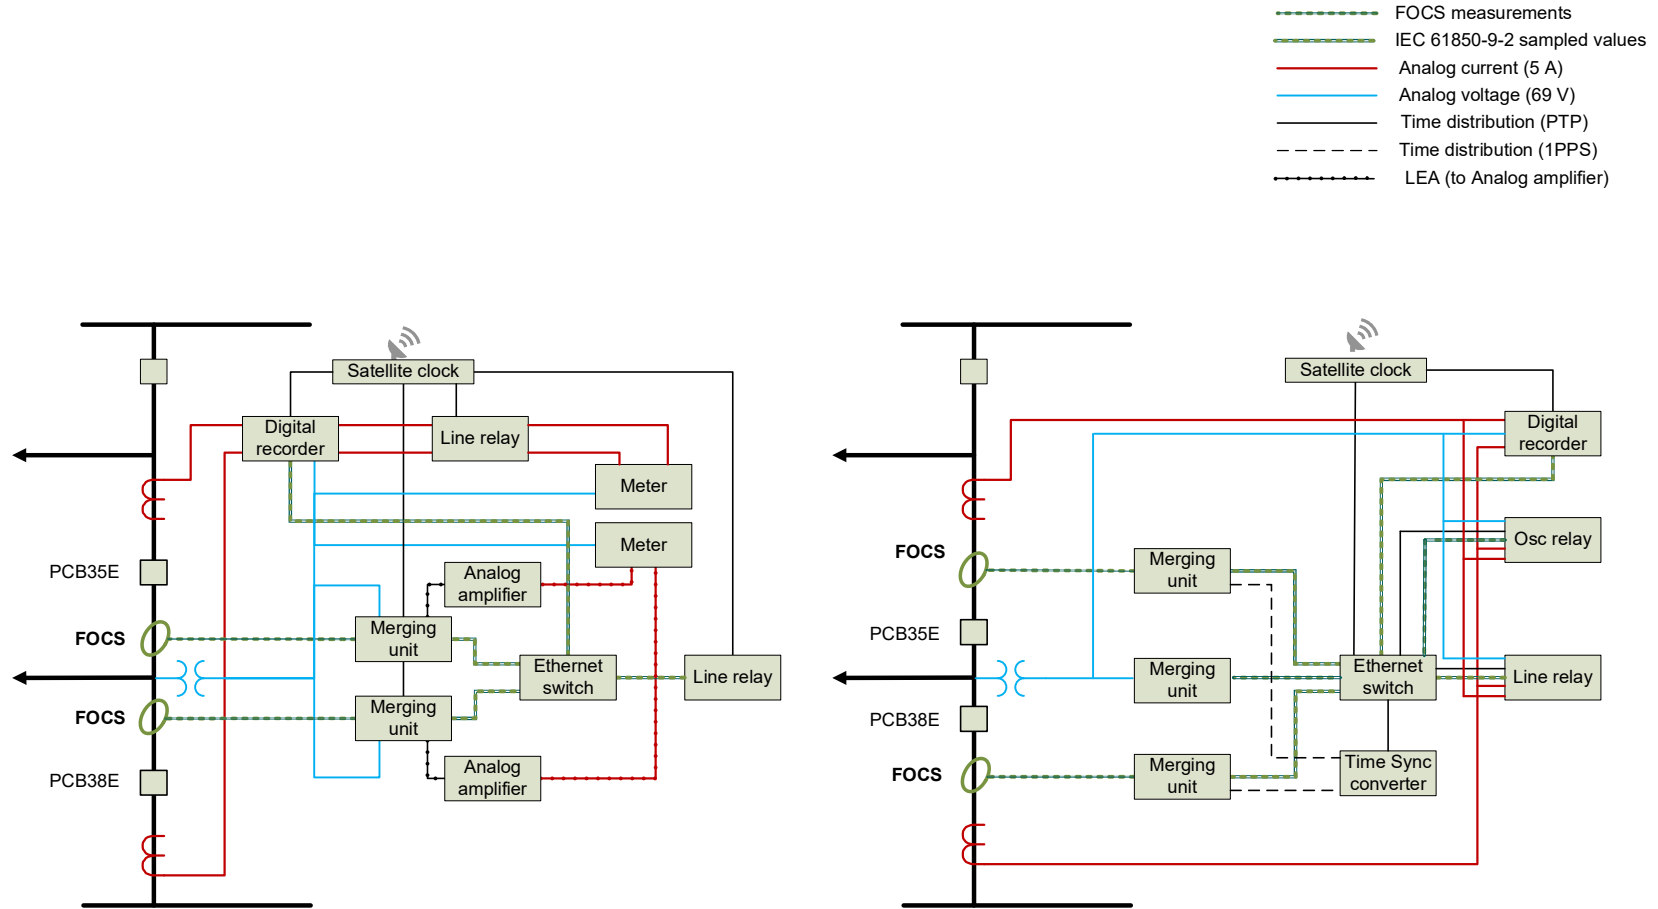 FOCS measurements
IEC 61850-9-2 sampled values
Analog current (5 A)
Analog voltage (69 V)
Time distribution (PTP)
Time distribution (1PPS)
LEA (to Analog amplifier)
Satellite clock
Digital
recorder
Line relay
Meter
Meter
PCB35E
Analog
amplifier
FOCS
Merging
unit
Ethernet
switch
Line relay
FOCS
Merging
unit
PCB38E
Analog
amplifier
Satellite clock
Digital
recorder
Osc relay
FOCS
Merging
unit
PCB35E
Merging
unit
Ethernet
switch
Line relay
PCB38E
FOCS
Merging
unit
Time Sync
converter